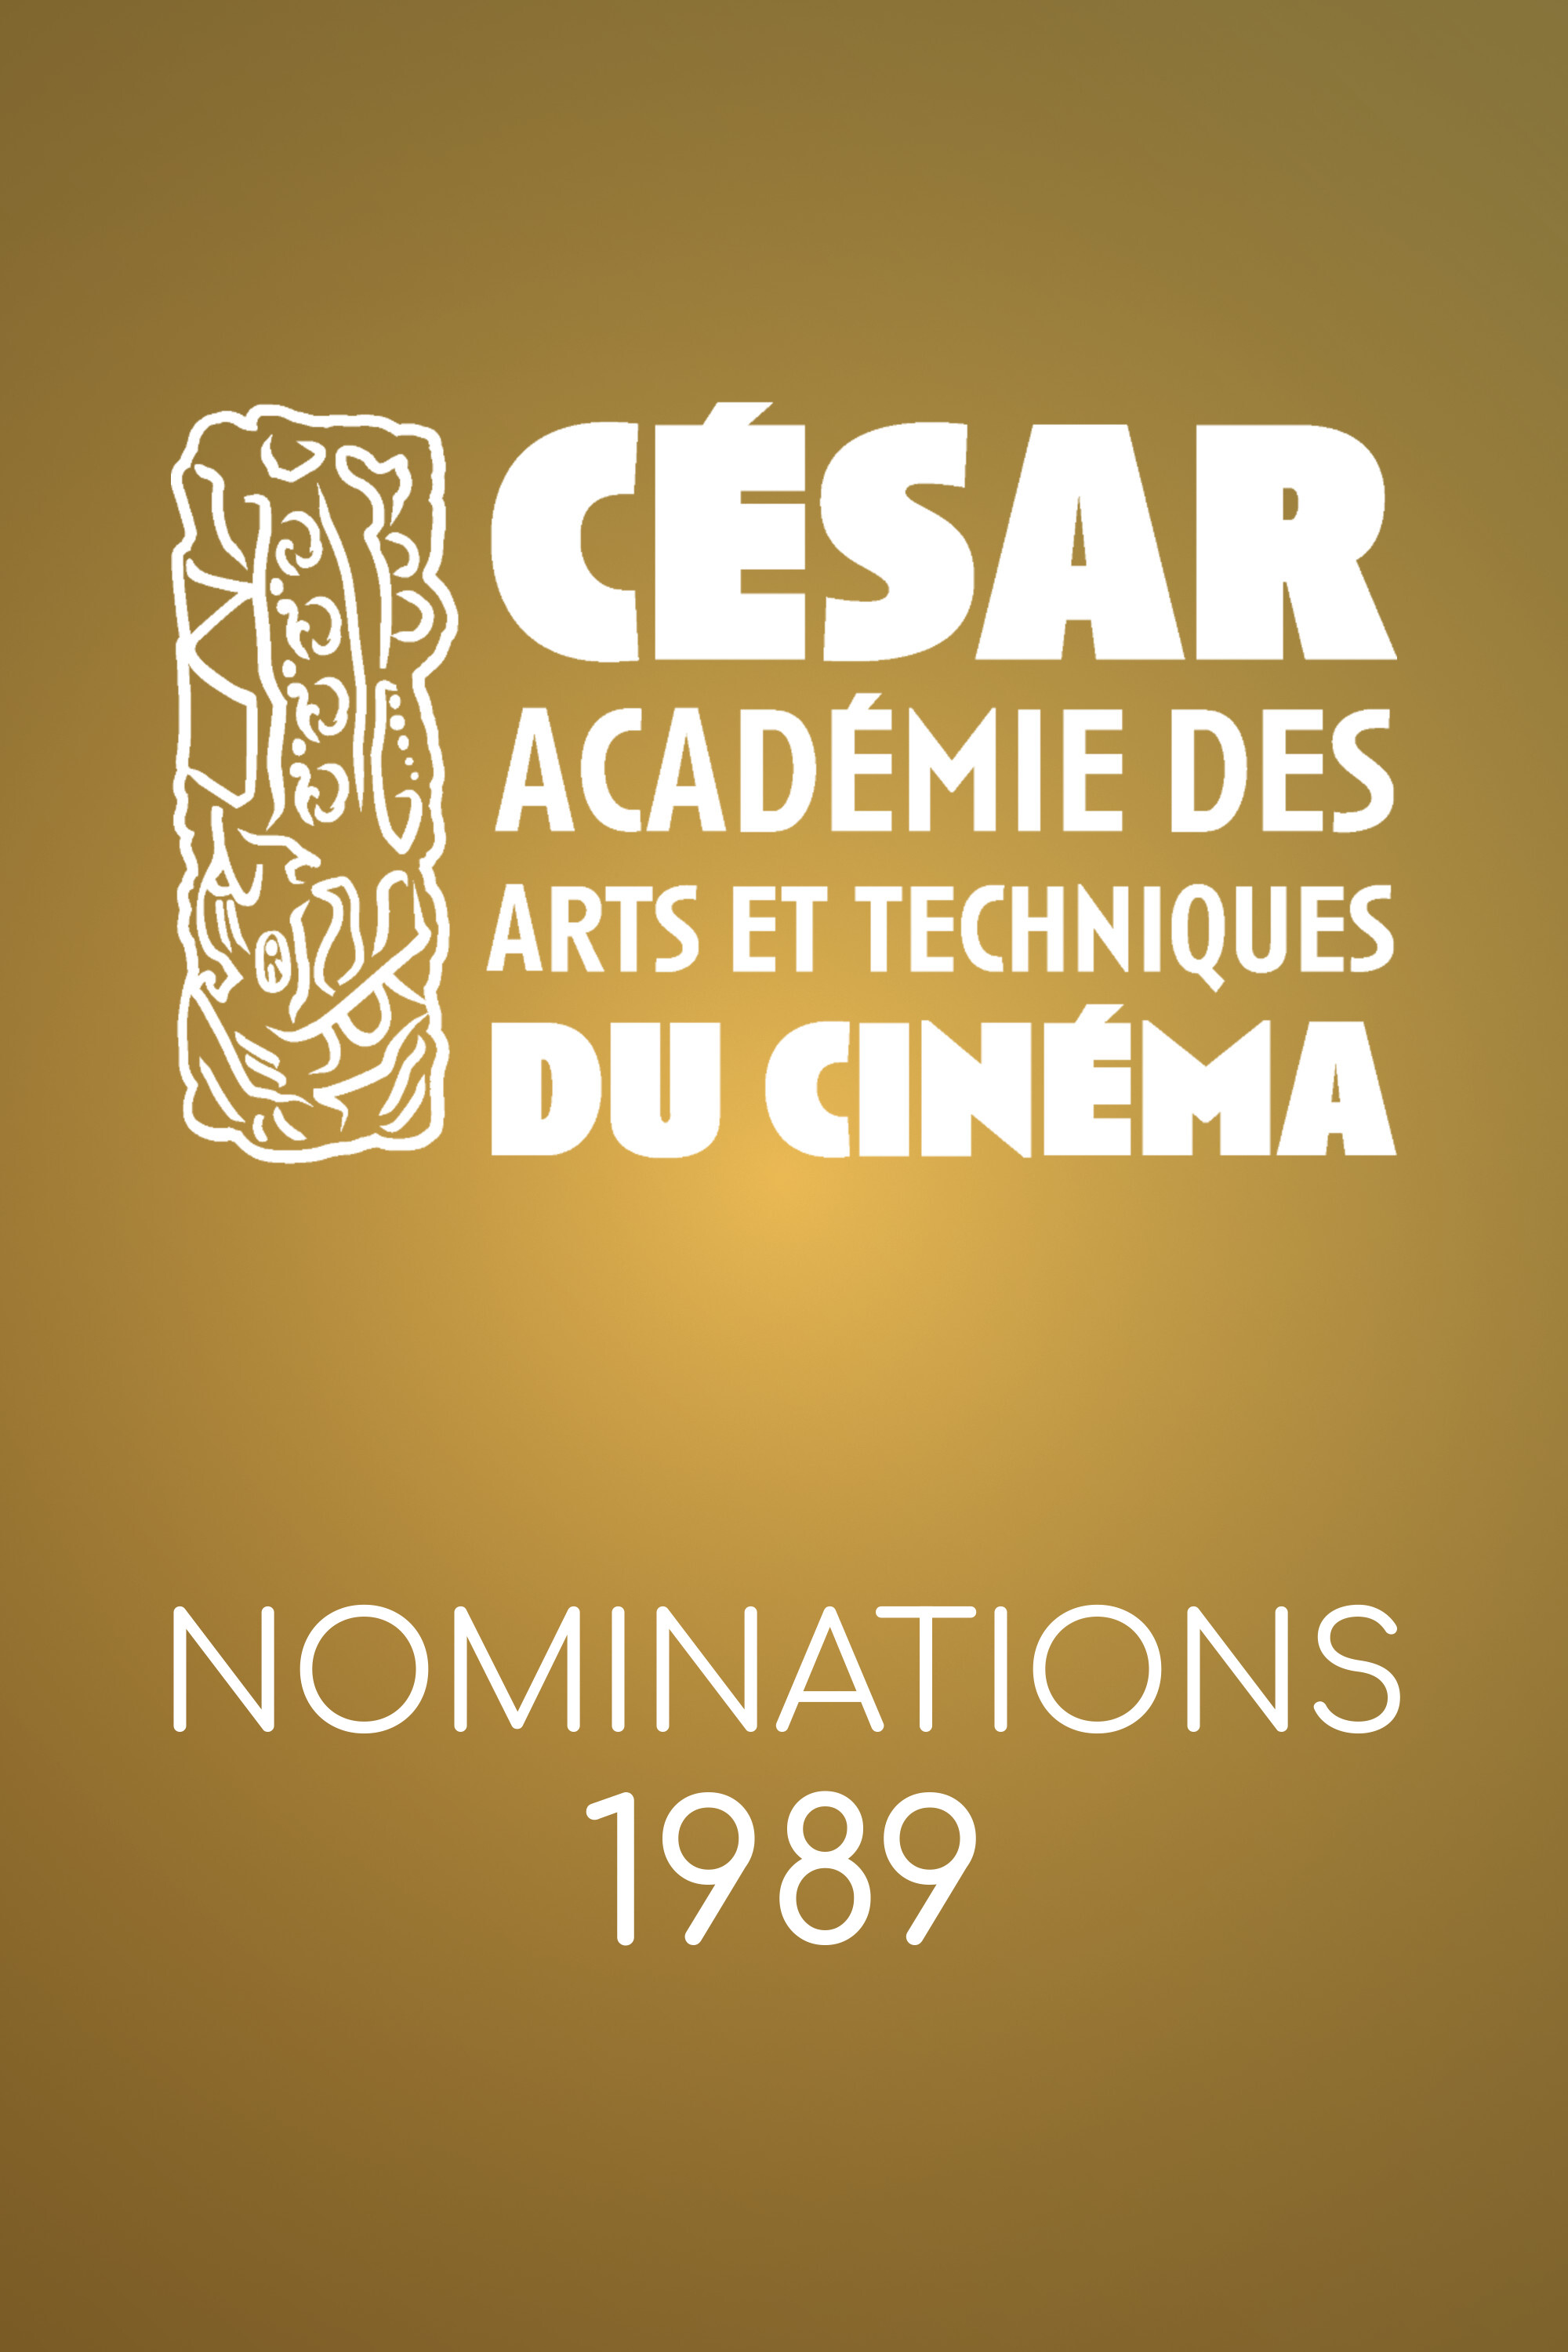 CÉSAR
ACADÉMIE DES
ARTS ET TECHNIQUES
DU CINÉMA
NOMINATIONS
1989